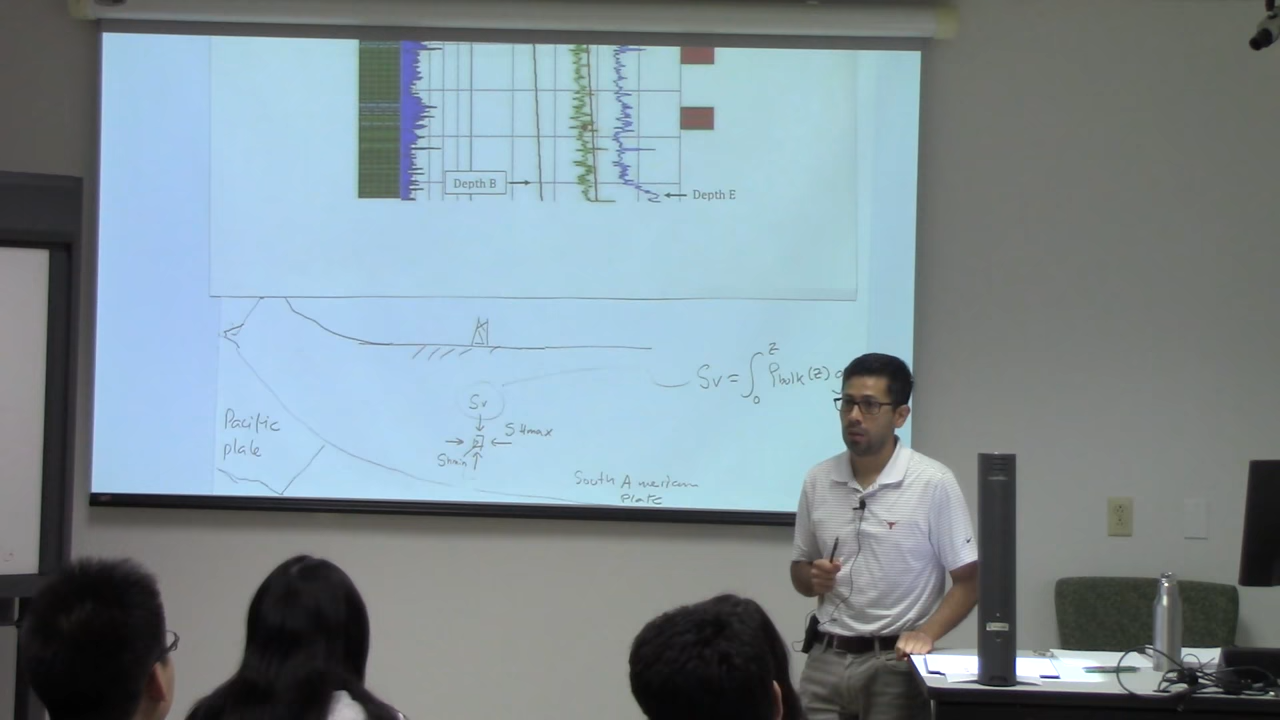 Depth B
Depth E
Sv = ∫₀ᶻ ρbulk(z) g
Sv
SHmax
Shmin
Pacific
plate
South American
Plate